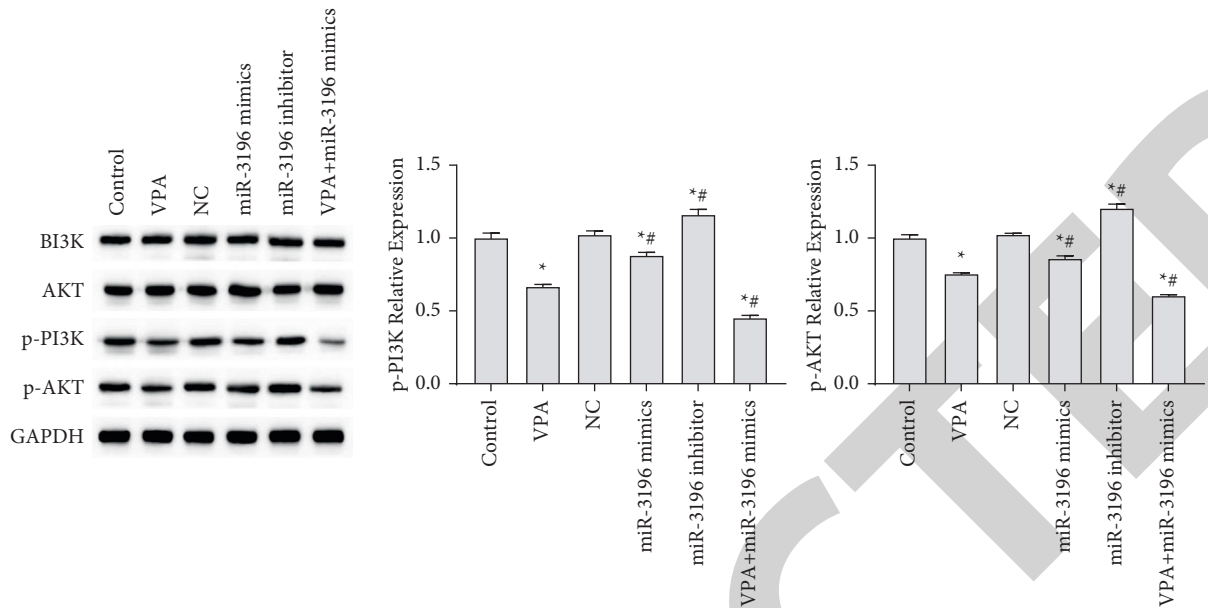 Control
VPA
NC
miR-3196 mimics
miR-3196 inhibitor
VPA+miR-3196 mimics
BI3K
AKT
p-PI3K
p-AKT
GAPDH
p-PI3K Relative Expression
1.5
1.0
0.5
0.0
*
*#
*#
*#
Control
VPA
NC
miR-3196 mimics
miR-3196 inhibitor
VPA+miR-3196 mimics
p-AKT Relative Expression
1.5
1.0
0.5
0.0
*
*#
*#
*#
Control
VPA
NC
miR-3196 mimics
miR-3196 inhibitor
VPA+miR-3196 mimics
CTED